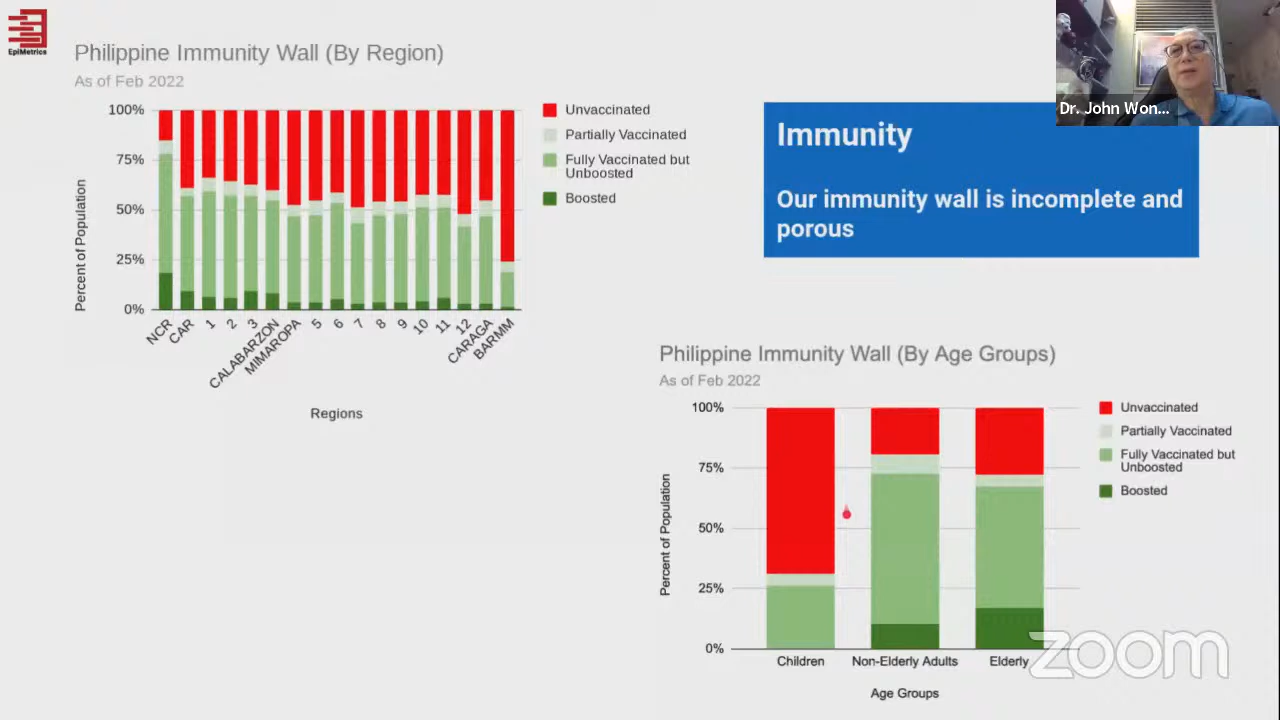 EpiMetrics
Philippine Immunity Wall (By Region)
As of Feb 2022
100%
75%
50%
25%
0%
Percent of Population
NCR
CAR
1
2
3
CALABARZON
MIMAROPA
5
6
7
8
9
10
11
12
CARAGA
BARMM
Regions
Unvaccinated
Partially Vaccinated
Fully Vaccinated but
Unboosted
Boosted
Dr. John Won...
Immunity
Our immunity wall is incomplete and
porous
Philippine Immunity Wall (By Age Groups)
As of Feb 2022
100%
75%
50%
25%
0%
Percent of Population
Children
Non-Elderly Adults
Elderly
Age Groups
Unvaccinated
Partially Vaccinated
Fully Vaccinated but
Unboosted
Boosted
zoom